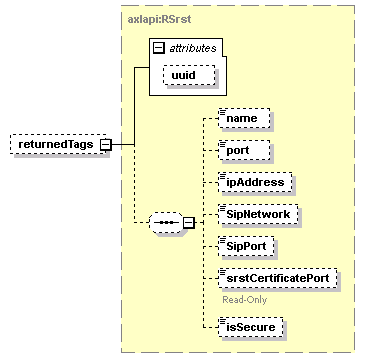 axlapi:RSrst
attributes
uuid
returnedTags
name
port
ipAddress
SipNetwork
SipPort
srstCertificatePort
Read-Only
isSecure